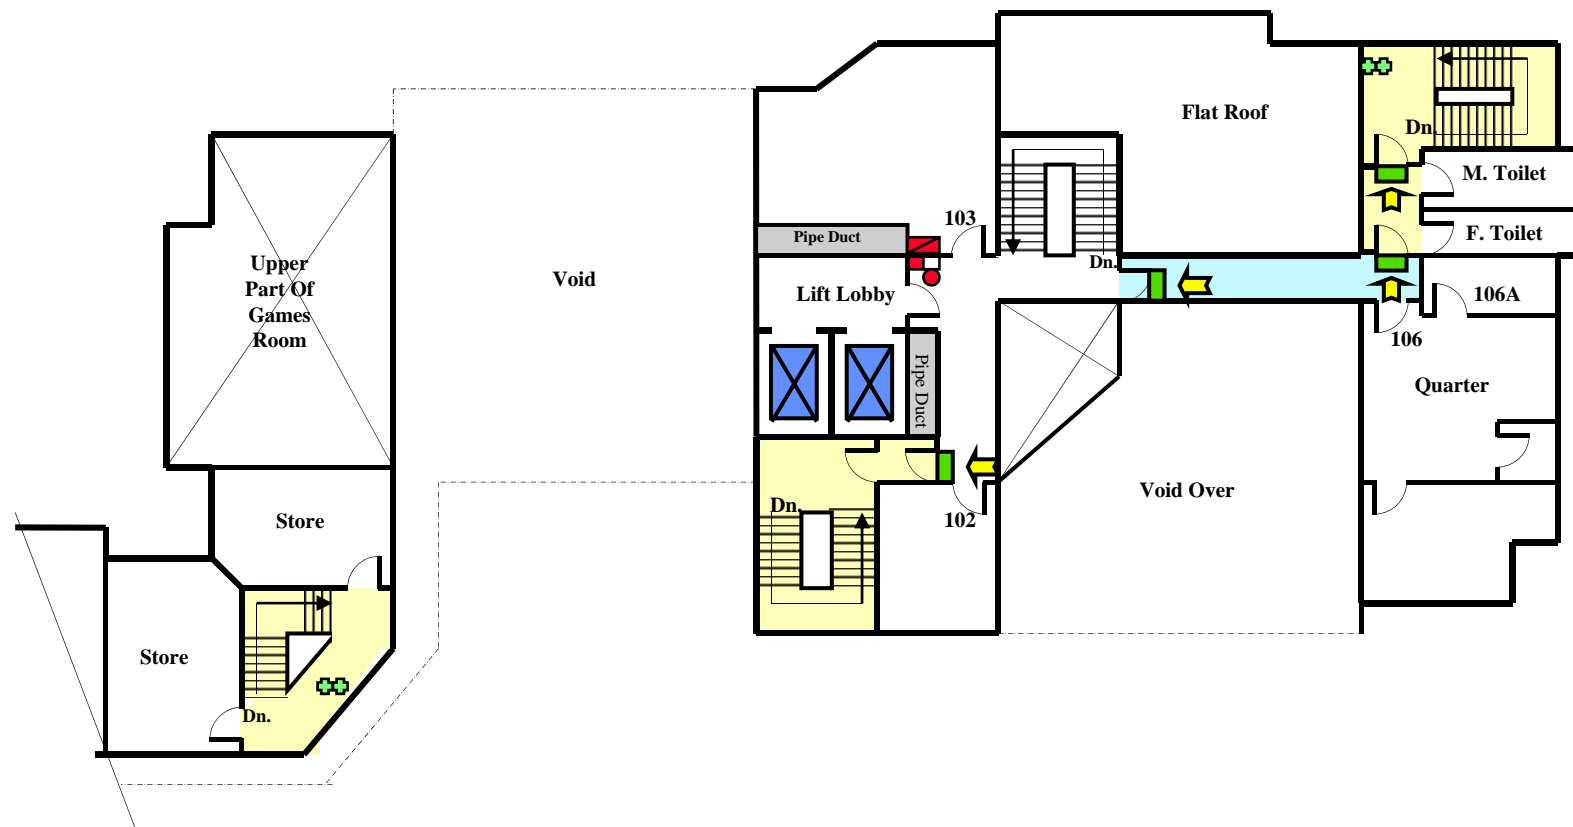 Flat Roof
Dn.
M. Toilet
F. Toilet
103
Pipe Duct
Upper
Part Of
Games
Room
Void
Dn.
Lift Lobby
106A
106
Pipe Duct
Quarter
Void Over
Dn.
102
Store
Store
Dn.